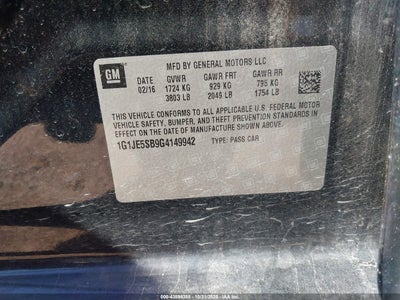 GM
MFD BY GENERAL MOTORS LLC
DATE GVWR GAWR FRT GAWR RR
02/16 1724 KG 929 KG 795 KG
3803 LB 2049 LB 1754 LB
THIS VEHICLE CONFORMS TO ALL APPLICABLE U.S. FEDERAL MOTOR
VEHICLE SAFETY, BUMPER, AND THEFT PREVENTION STANDARDS IN
EFFECT ON THE DATE OF MANUFACTURE SHOWN ABOVE.
1G1JE5SB9G4149942 TYPE: PASS CAR